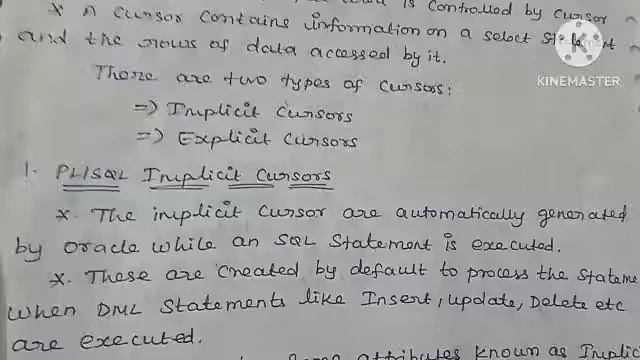 is controlled by cursor
* A cursor contains information on a select statement
and the rows of data accessed by it.
KINEMASTER
There are two types of cursors:
=> Implicit Cursors
=> Explicit Cursors
1. PL/SQL Implicit Cursors
*. The implicit cursor are automatically generated
by oracle while an SQL Statement is executed.
*. These are created by default to process the Stateme
when DML Statements like Insert, update, Delete etc
are executed.
attributes known as Implic